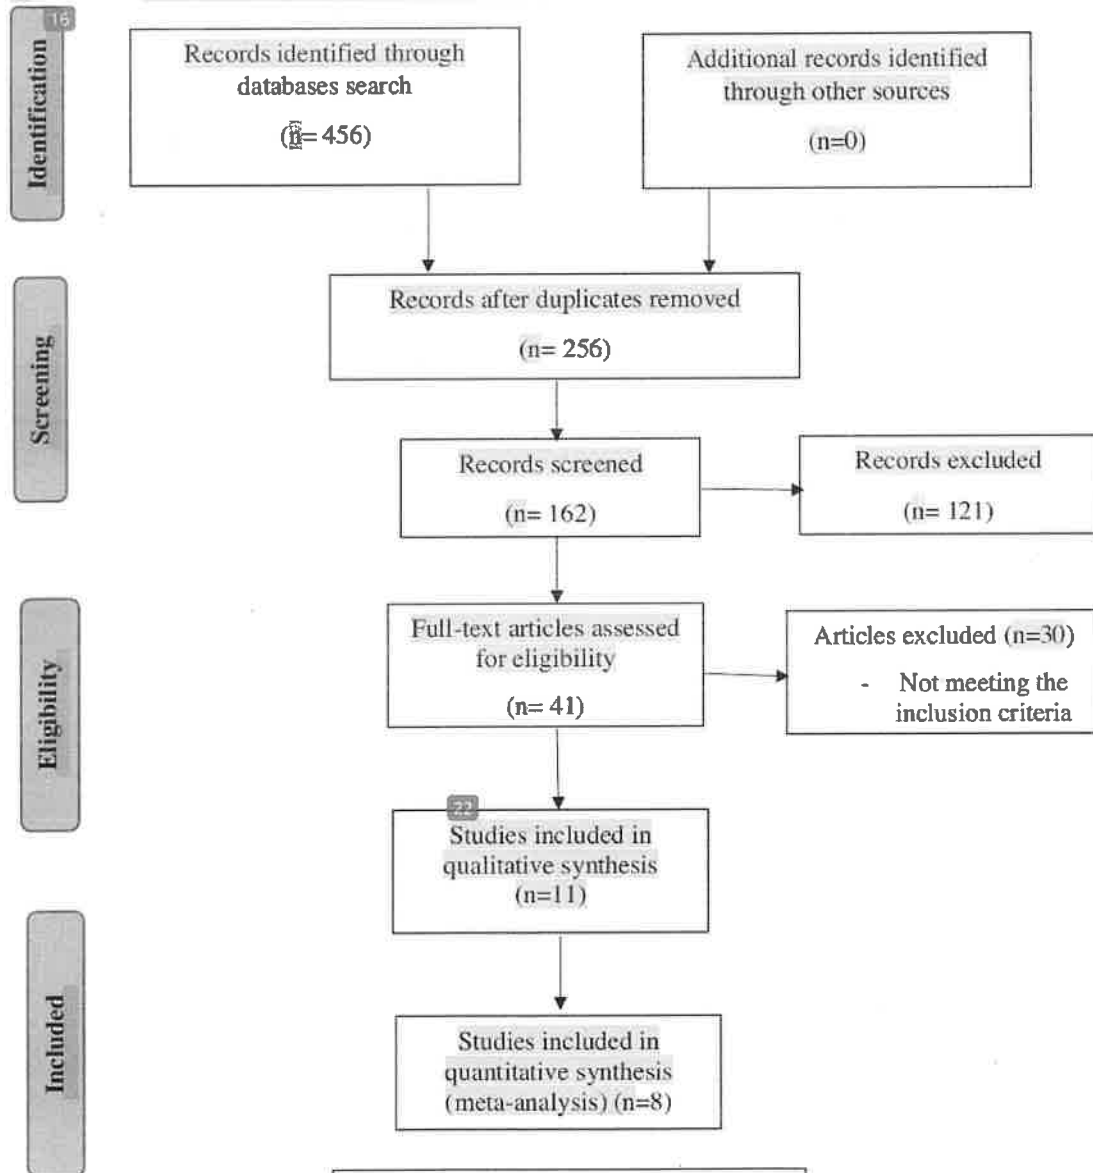 16
Identification
Records identified through
databases search
(n= 456)
Additional records identified
through other sources
(n=0)
Screening
Records after duplicates removed
(n= 256)
Records screened
(n= 162)
Records excluded
(n= 121)
Eligibility
Full-text articles assessed
for eligibility
(n= 41)
Articles excluded (n=30)
- Not meeting the
inclusion criteria
22
Studies included in
qualitative synthesis
(n=11)
Included
Studies included in
quantitative synthesis
(meta-analysis) (n=8)